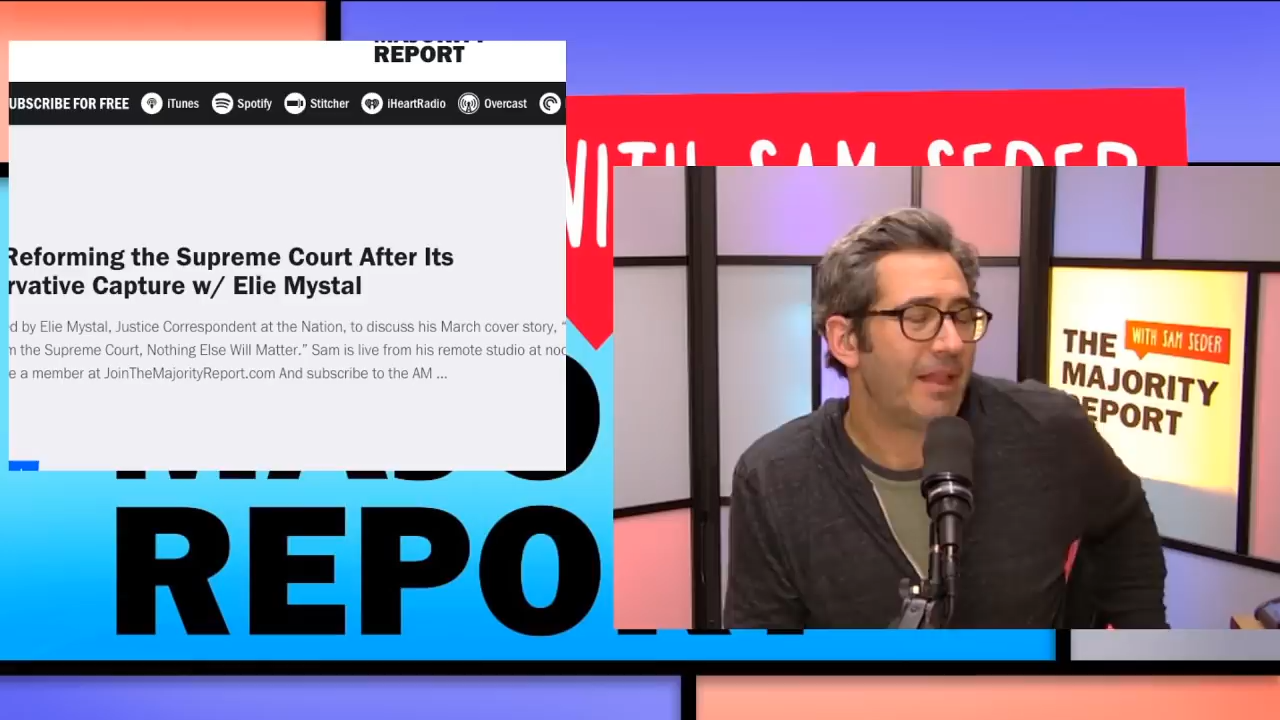 REPORT
UBSCRIBE FOR FREE iTunes Spotify Stitcher iHeartRadio Overcast
Reforming the Supreme Court After Its
rvative Capture w/ Elie Mystal
ed by Elie Mystal, Justice Correspondent at the Nation, to discuss his March cover story, “
m the Supreme Court, Nothing Else Will Matter.” Sam is live from his remote studio at noo
e a member at JoinTheMajorityReport.com And subscribe to the AM ...
WITH SAM SEDER
WITH SAM SEDER
THE
MAJORITY
REPORT
REPO